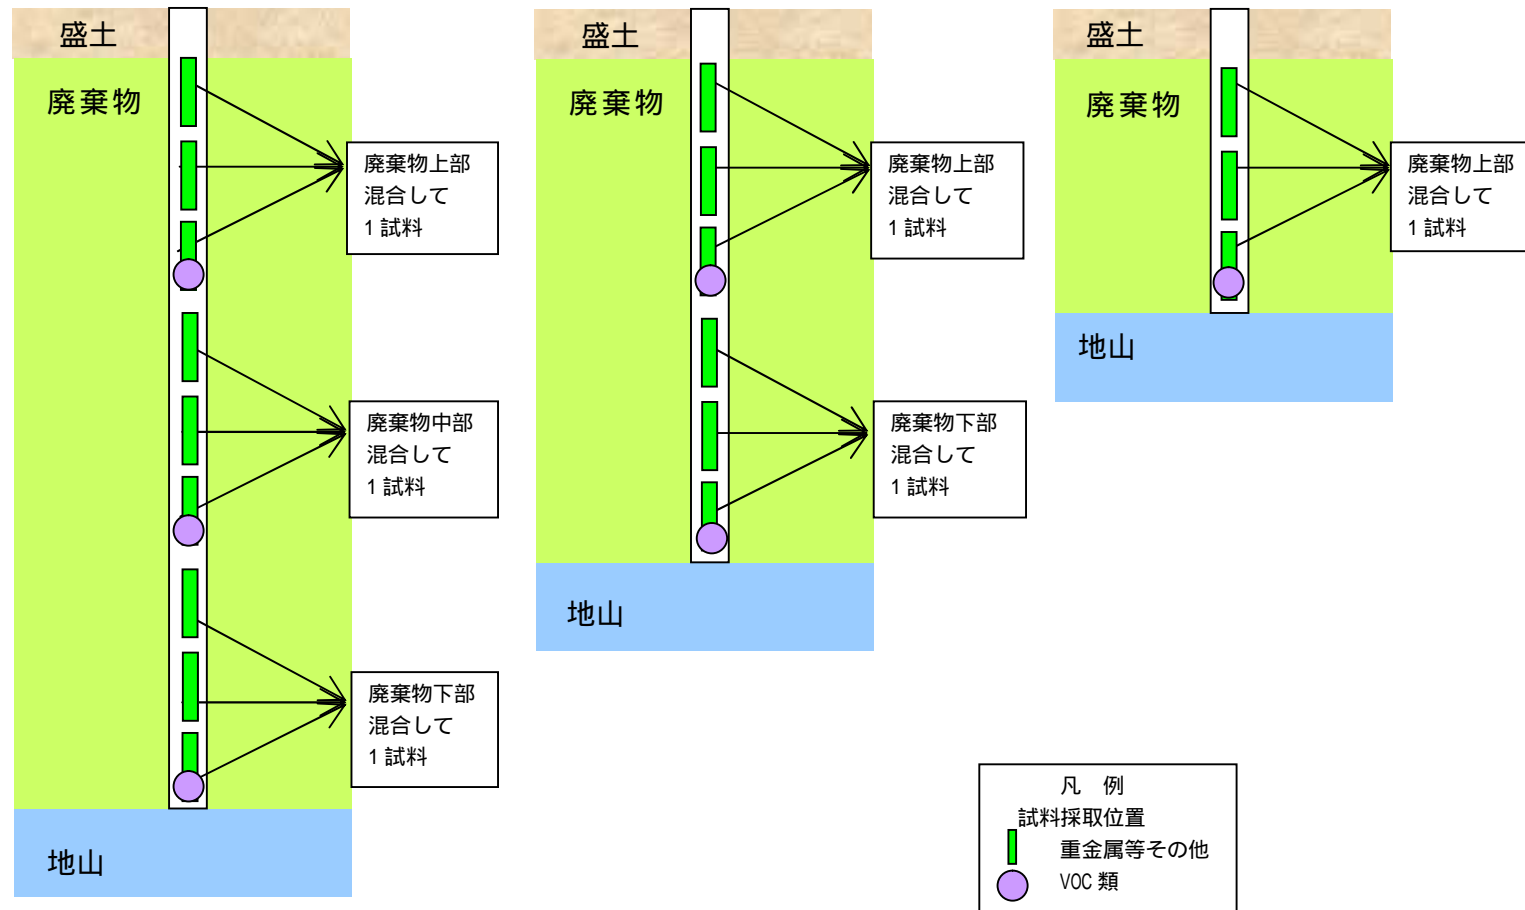 盛土
廃棄物
廃棄物上部
混合して
1試料
廃棄物中部
混合して
1試料
廃棄物下部
混合して
1試料
地山
盛土
廃棄物
廃棄物上部
混合して
1試料
廃棄物下部
混合して
1試料
地山
盛土
廃棄物
廃棄物上部
混合して
1試料
地山
凡 例
試料採取位置
重金属等その他
VOC 類